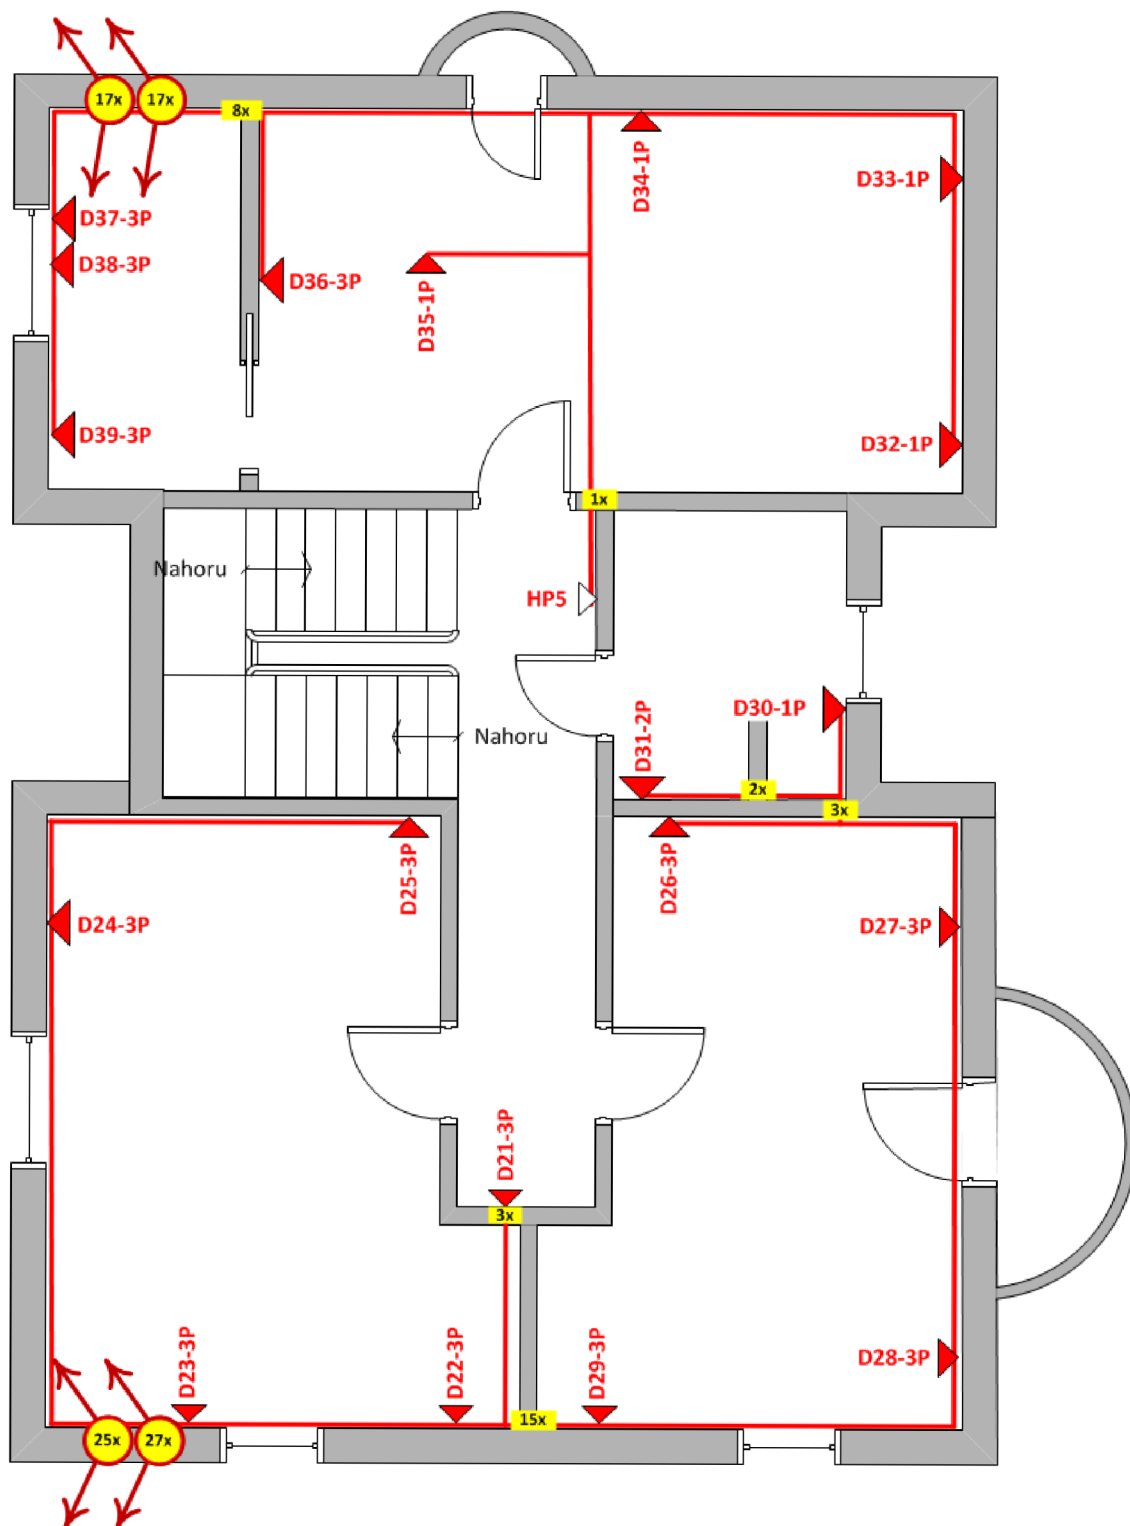 17x
17x
8x
D34-1P
D33-1P
D37-3P
D38-3P
D36-3P
D35-1P
D39-3P
D32-1P
1x
Nahoru
HP5
D30-1P
D31-2P
Nahoru
2x
3x
D25-3P
D26-3P
D24-3P
D27-3P
D21-3P
3x
D23-3P
D22-3P
D29-3P
D28-3P
15x
25x
27x